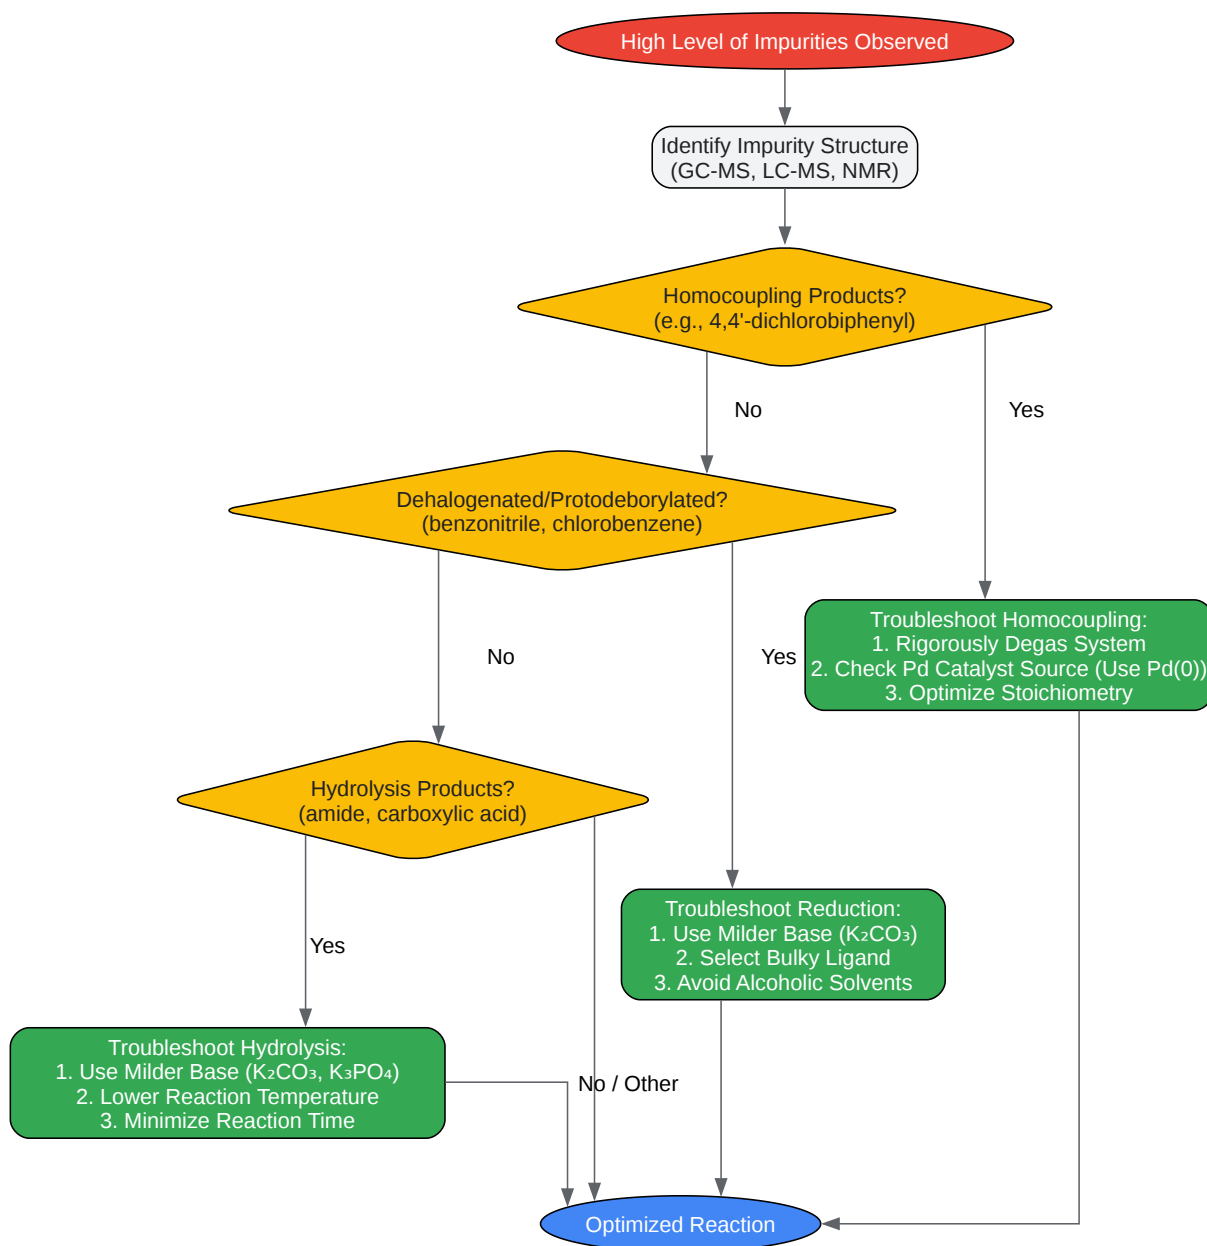 High Level of Impurities Observed
Identify Impurity Structure
(GC-MS, LC-MS, NMR)
Homocoupling Products?
(e.g., 4,4'-dichlorobiphenyl)
No
Yes
Dehalogenated/Protodeborylated?
(benzonitrile, chlorobenzene)
No
Yes
Troubleshoot Homocoupling:
1. Rigorously Degas System
2. Check Pd Catalyst Source (Use Pd(0))
3. Optimize Stoichiometry
Hydrolysis Products?
(amide, carboxylic acid)
Yes
Troubleshoot Reduction:
1. Use Milder Base (K₂CO₃)
2. Select Bulky Ligand
3. Avoid Alcoholic Solvents
Troubleshoot Hydrolysis:
1. Use Milder Base (K₂CO₃, K₃PO₄)
2. Lower Reaction Temperature
3. Minimize Reaction Time
No / Other
Optimized Reaction